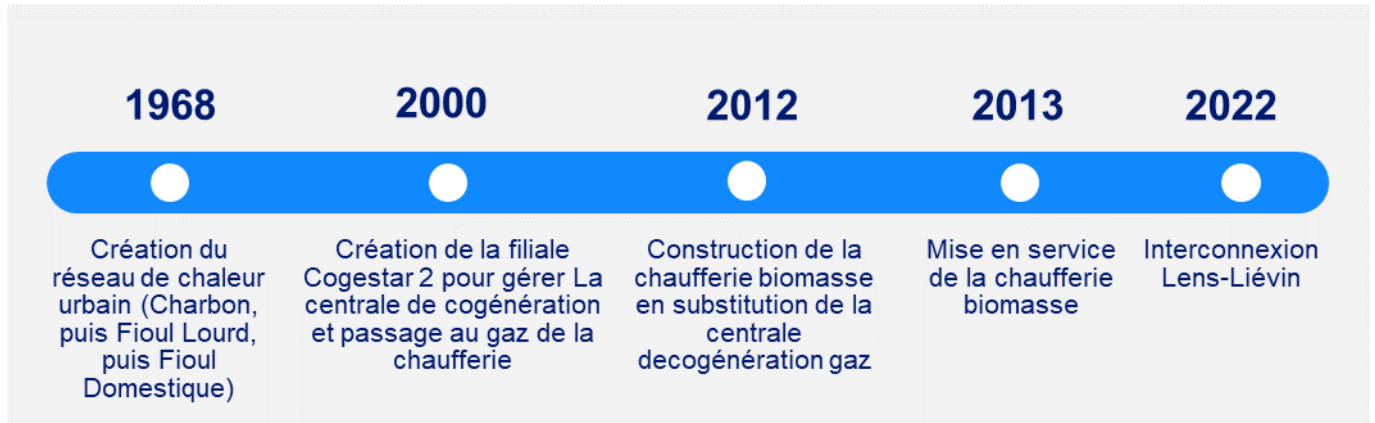 1968
2000
2012
2013
2022
Création du
réseau de chaleur
urbain (Charbon,
puis Fioul Lourd,
puis Fioul
Domestique)
Création de la filiale
Cogestar 2 pour gérer La
centrale de cogénération
et passage au gaz de la
chaufferie
Construction de la
chaufferie biomasse
en substitution de la
centrale
decogénération gaz
Mise en service
de la chaufferie
biomasse
Interconnexion
Lens-Liévin